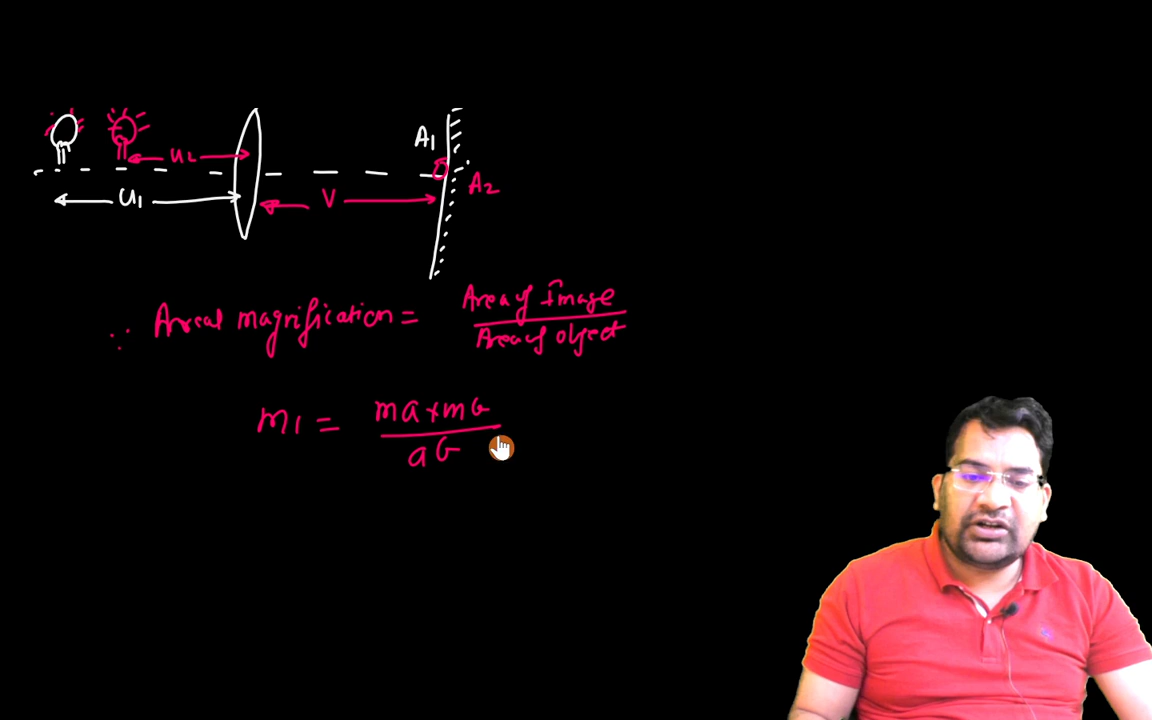 A1
U2
A2
U1
V
∵ Areal magnification = Area of Image / Area of object
m1 = ma × mb / ab